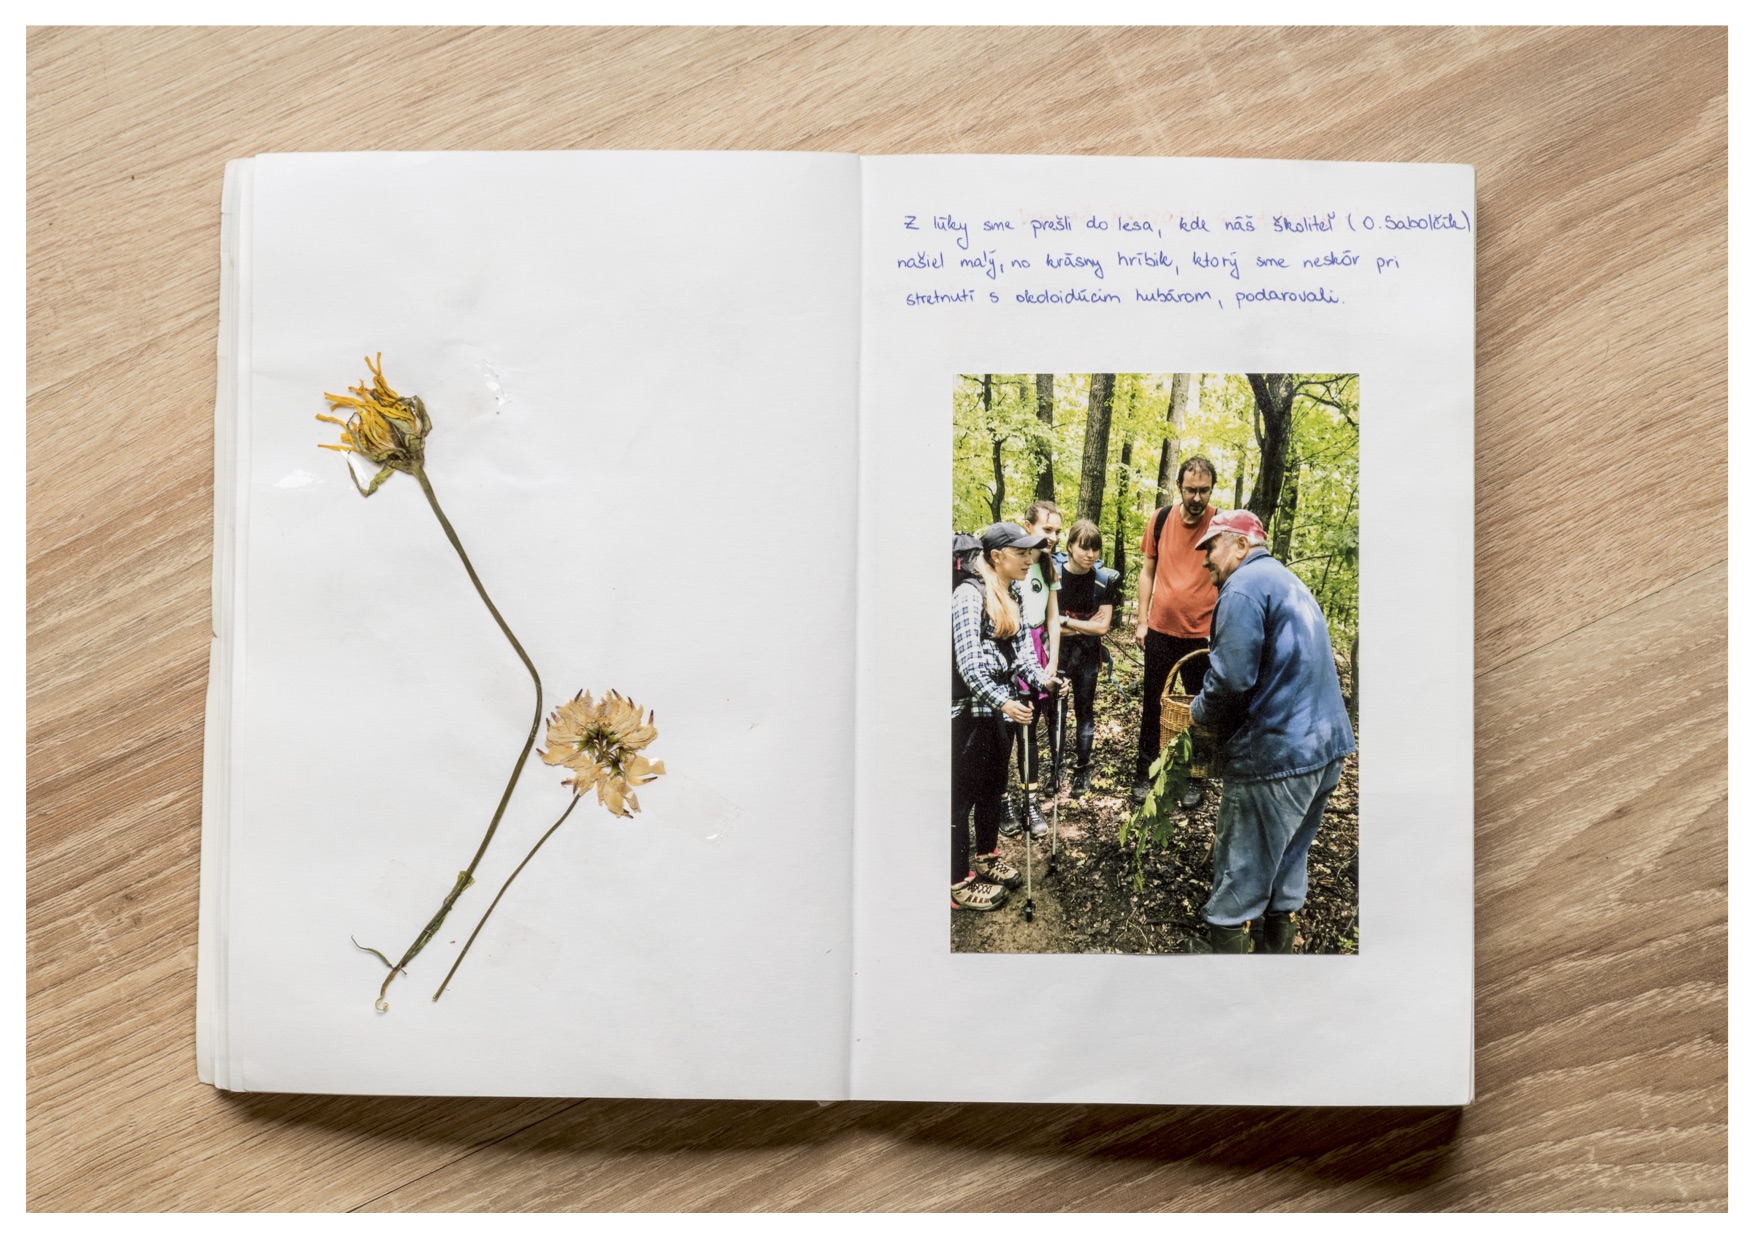 Z lúky sme prešli do lesa, kde náš školiteľ (O. Sabolčík)
našiel malý, no krásny hríbik, ktorý sme neskôr pri
stretnutí s okoloidúcim hubárom, podarovali.